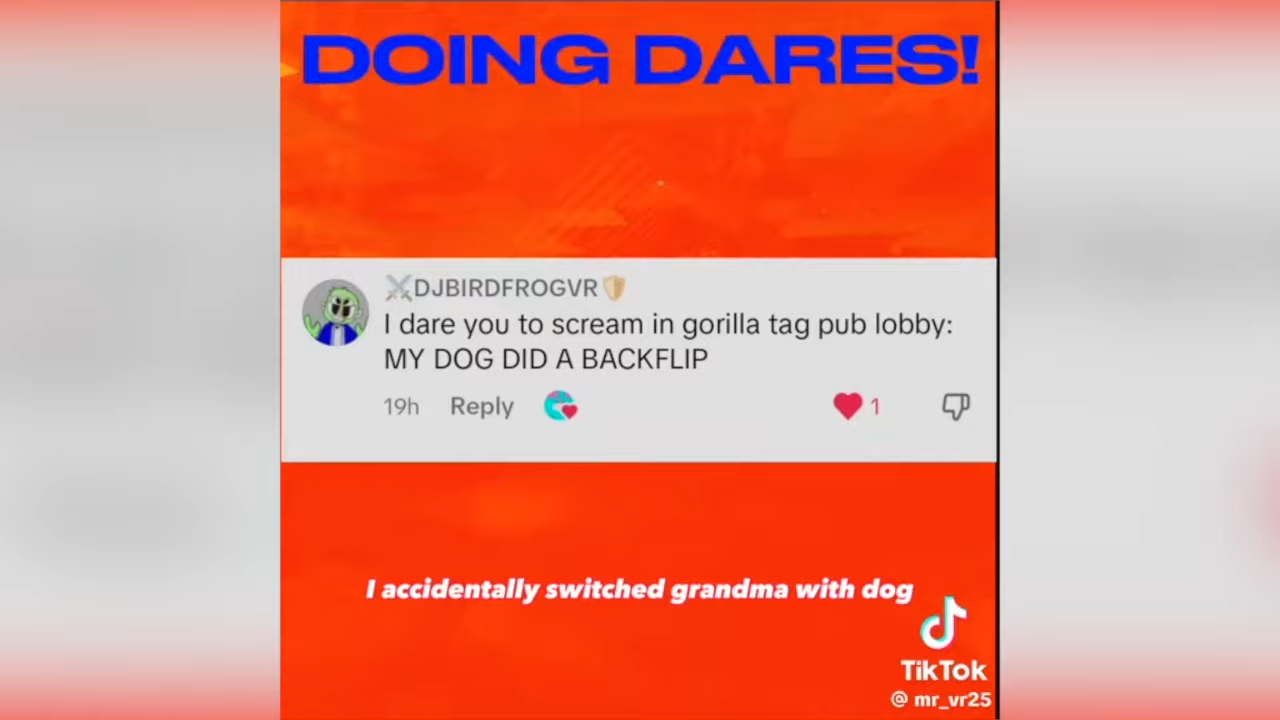 DOING DARES!
⚔️DJBIRDFROGVR🛡️
I dare you to scream in gorilla tag pub lobby:
MY DOG DID A BACKFLIP
19h Reply 1
I accidentally switched grandma with dog
TikTok
@ mr_vr25